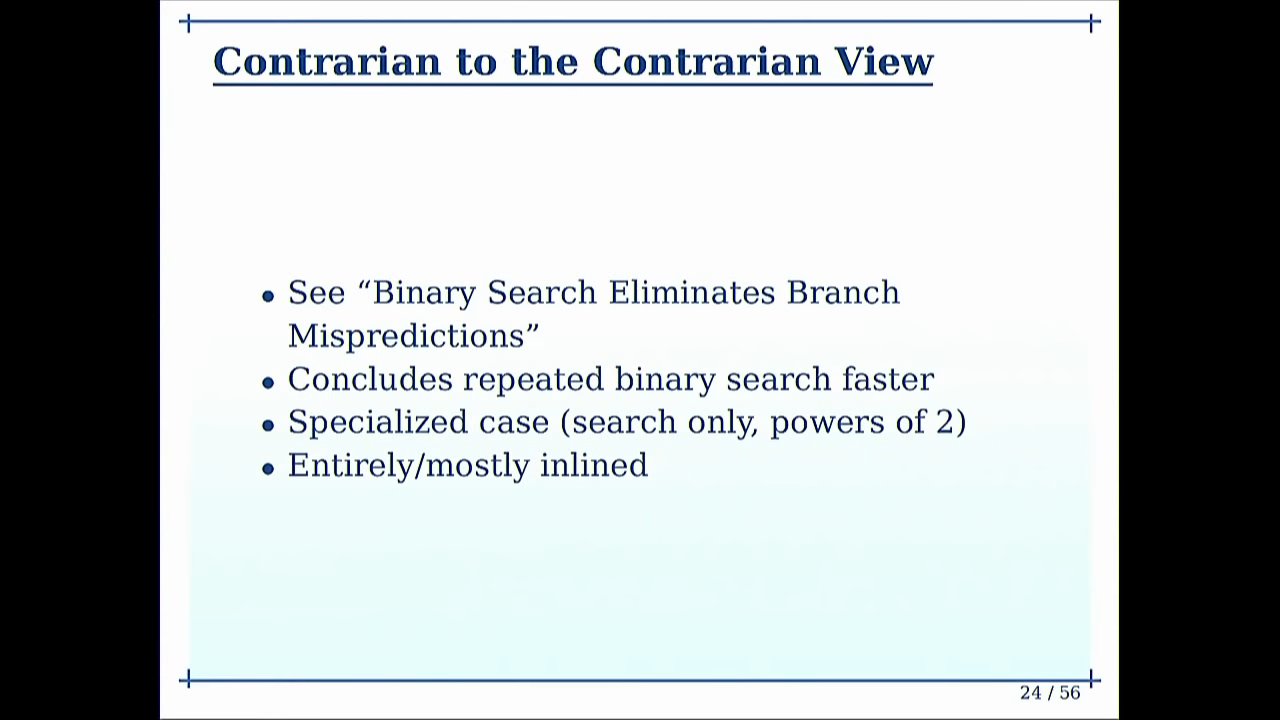 Contrarian to the Contrarian View
• See “Binary Search Eliminates Branch
Mispredictions”
• Concludes repeated binary search faster
• Specialized case (search only, powers of 2)
• Entirely/mostly inlined
24 / 56